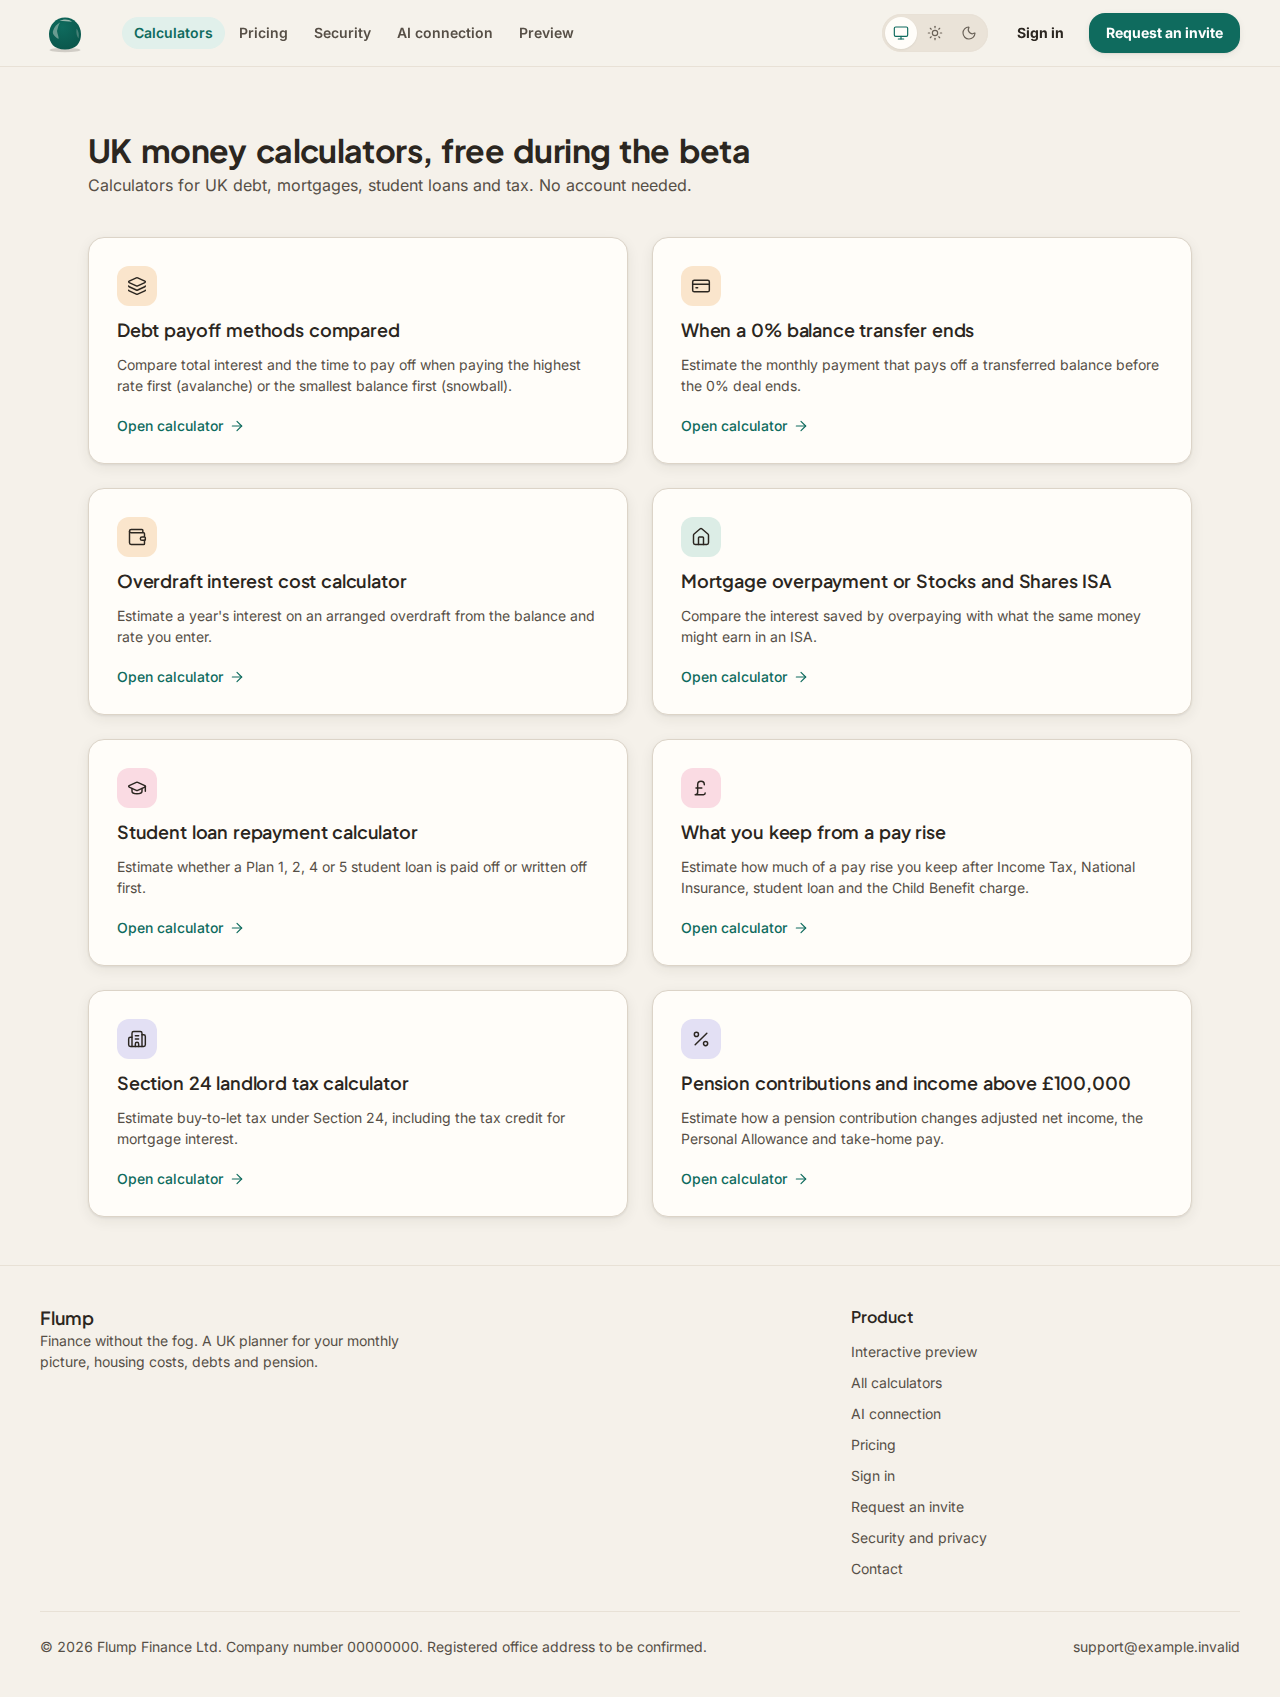 Calculators
Pricing
Security
AI connection
Preview
Sign in
Request an invite
UK money calculators, free during the beta
Calculators for UK debt, mortgages, student loans and tax. No account needed.
Debt payoff methods compared
Compare total interest and the time to pay off when paying the highest
rate first (avalanche) or the smallest balance first (snowball).
Open calculator
When a 0% balance transfer ends
Estimate the monthly payment that pays off a transferred balance before
the 0% deal ends.
Open calculator
Overdraft interest cost calculator
Estimate a year's interest on an arranged overdraft from the balance and
rate you enter.
Open calculator
Mortgage overpayment or Stocks and Shares ISA
Compare the interest saved by overpaying with what the same money
might earn in an ISA.
Open calculator
Student loan repayment calculator
Estimate whether a Plan 1, 2, 4 or 5 student loan is paid off or written off
first.
Open calculator
£
What you keep from a pay rise
Estimate how much of a pay rise you keep after Income Tax, National
Insurance, student loan and the Child Benefit charge.
Open calculator
Section 24 landlord tax calculator
Estimate buy-to-let tax under Section 24, including the tax credit for
mortgage interest.
Open calculator
%
Pension contributions and income above £100,000
Estimate how a pension contribution changes adjusted net income, the
Personal Allowance and take-home pay.
Open calculator
Flump
Finance without the fog. A UK planner for your monthly
picture, housing costs, debts and pension.
Product
Interactive preview
All calculators
AI connection
Pricing
Sign in
Request an invite
Security and privacy
Contact
© 2026 Flump Finance Ltd. Company number 00000000. Registered office address to be confirmed.
support@example.invalid